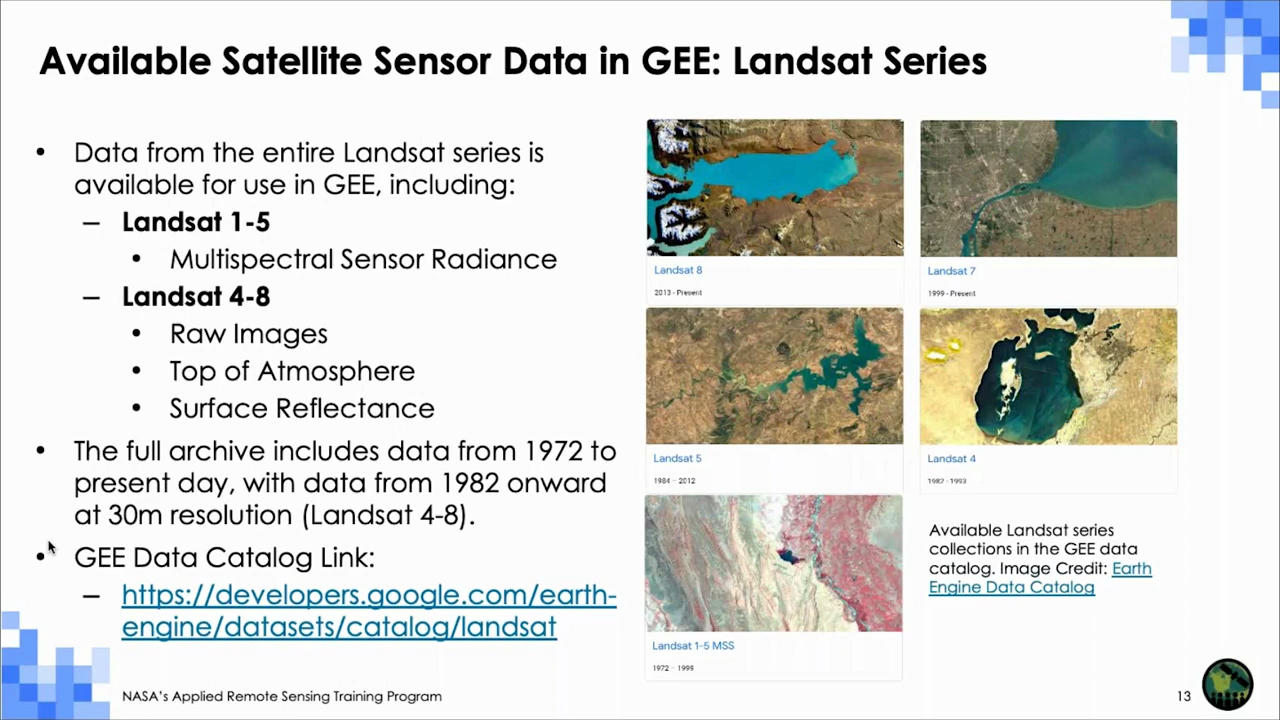 Available Satellite Sensor Data in GEE: Landsat Series
• Data from the entire Landsat series is
available for use in GEE, including:
– Landsat 1-5
• Multispectral Sensor Radiance
– Landsat 4-8
• Raw Images
• Top of Atmosphere
• Surface Reflectance
• The full archive includes data from 1972 to
present day, with data from 1982 onward
at 30m resolution (Landsat 4-8).
• GEE Data Catalog Link:
– https://developers.google.com/earth-
engine/datasets/catalog/landsat
Landsat 8
2013 - Present
Landsat 7
1999 - Present
Landsat 5
1984 - 2012
Landsat 4
1982 - 1993
Landsat 1-5 MSS
1972 - 1999
Available Landsat series
collections in the GEE data
catalog. Image Credit: Earth
Engine Data Catalog
NASA's Applied Remote Sensing Training Program
13